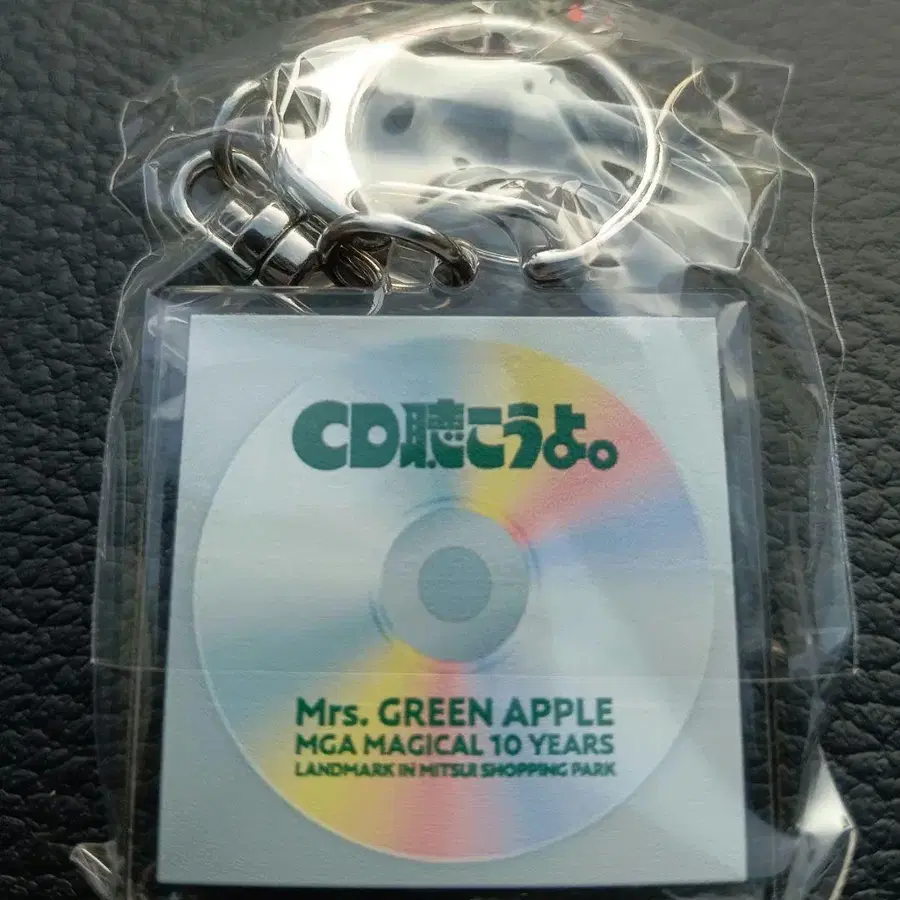 CD聴こうよ。
Mrs. GREEN APPLE
MGA MAGICAL 10 YEARS
LANDMARK IN MITSUI SHOPPING PARK